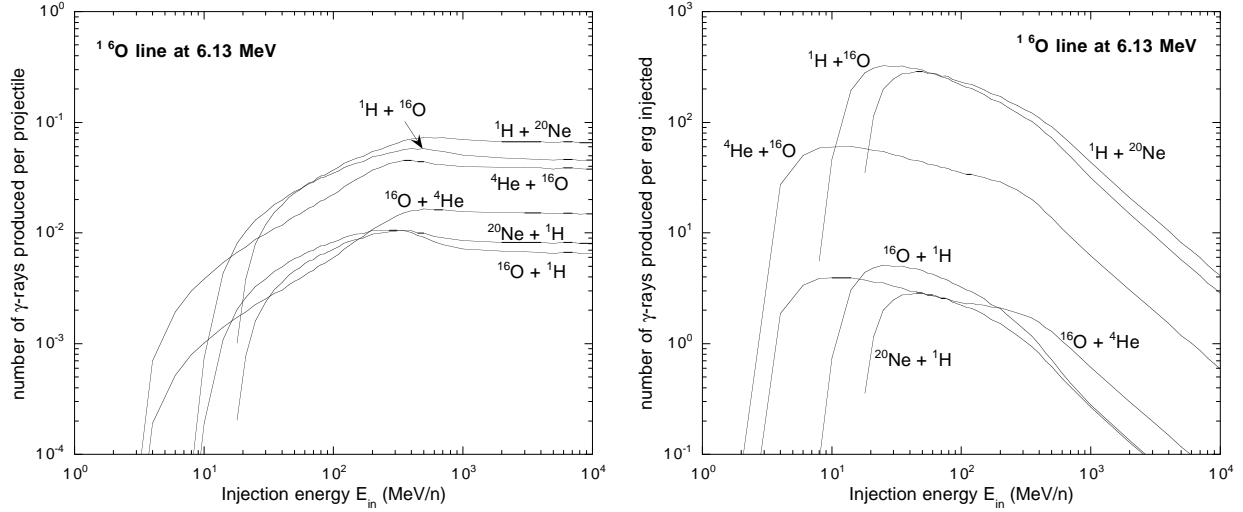 ¹ ⁶O line at 6.13 MeV
number of γ-rays produced per projectile
10⁰
10⁻¹
10⁻²
10⁻³
10⁻⁴
¹H + ¹⁶O
¹H + ²⁰Ne
⁴He + ¹⁶O
¹⁶O + ⁴He
²⁰Ne + ¹H
¹⁶O + ¹H
10⁰ 10¹ 10² 10³ 10⁴
Injection energy E_in (MeV/n)
¹ ⁶O line at 6.13 MeV
number of γ-rays produced per erg injected
10³
10²
10¹
10⁰
10⁻¹
¹H + ¹⁶O
⁴He + ¹⁶O
¹H + ²⁰Ne
¹⁶O + ¹H
¹⁶O + ⁴He
²⁰Ne + ¹H
10⁰ 10¹ 10² 10³ 10⁴
Injection energy E_in (MeV/n)